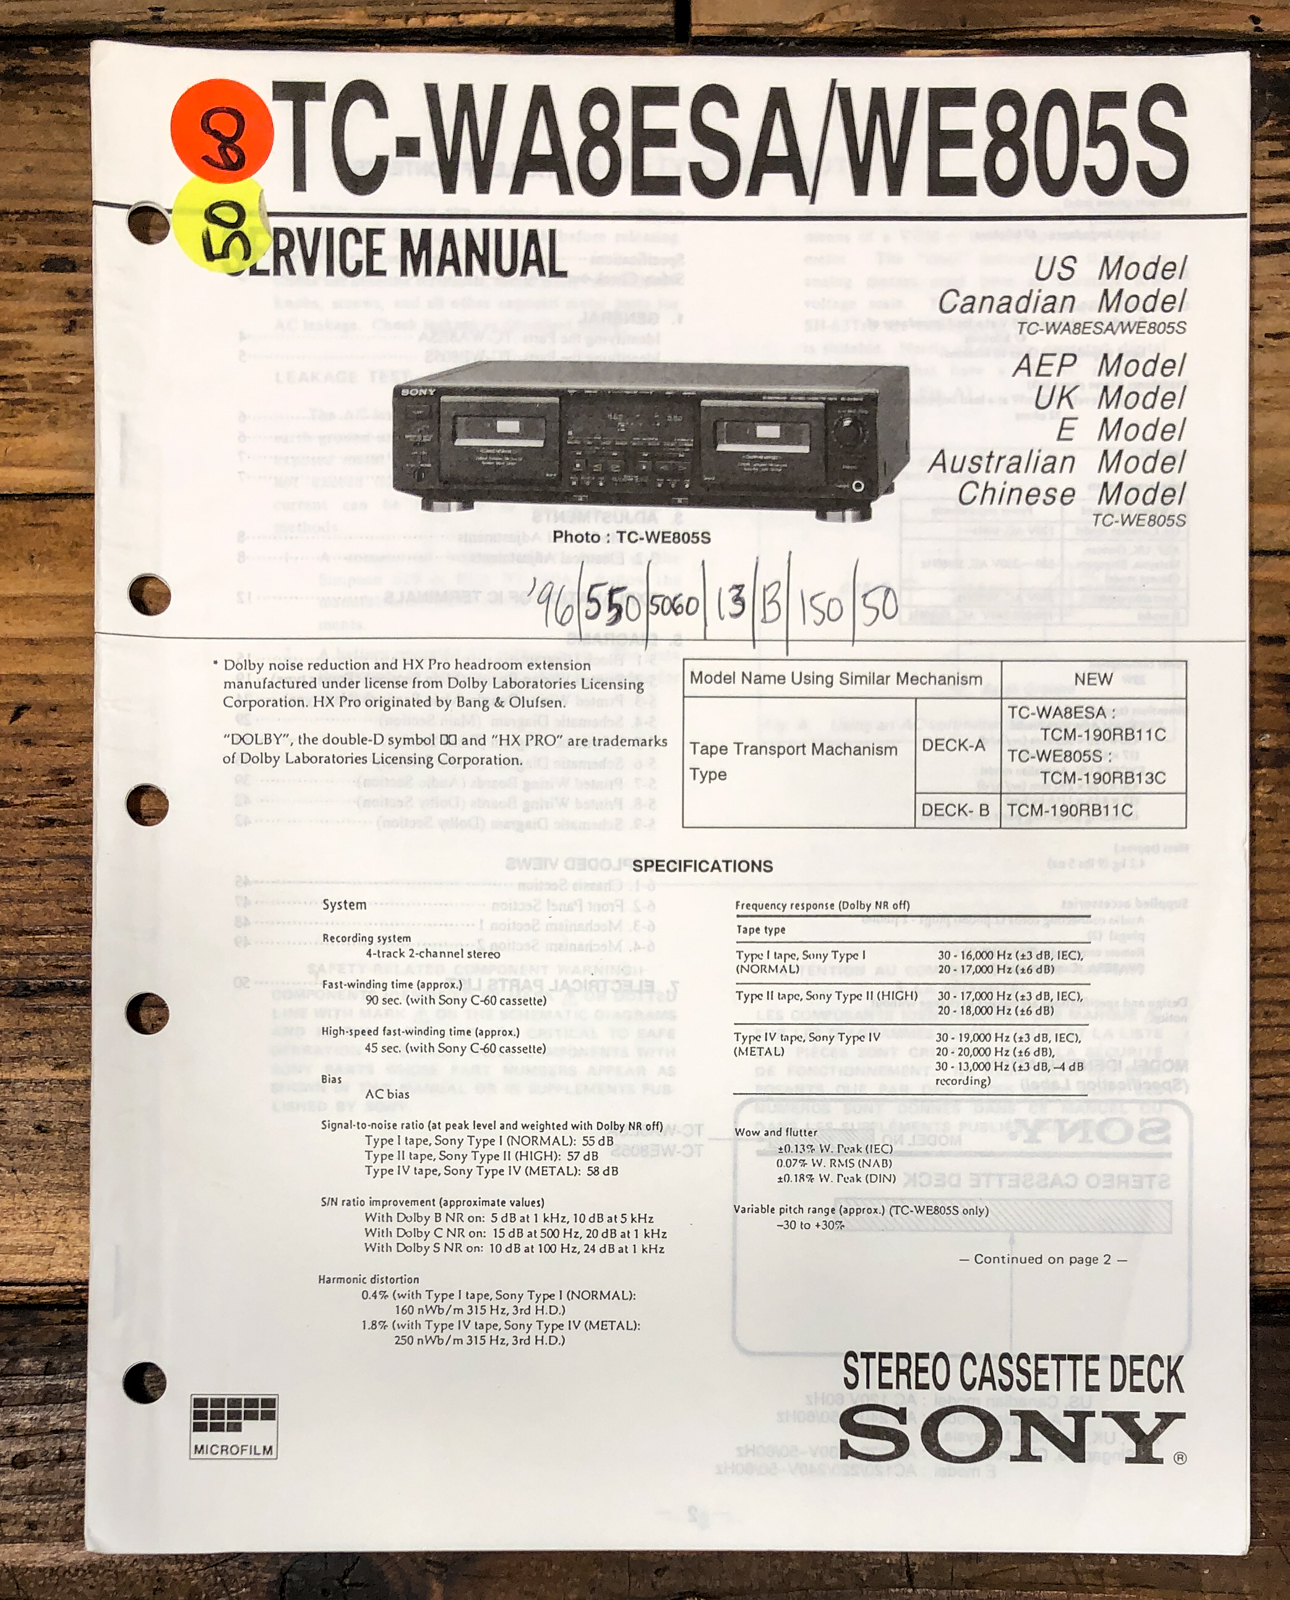 8
TC-WA8ESA/WE805S
50
SERVICE MANUAL
US Model
Canadian Model
TC-WA8ESA/WE805S
AEP Model
UK Model
E Model
Australian Model
Chinese Model
TC-WE805S
SONY
Photo : TC-WE805S
'96/550/5060/13/B/150/50
* Dolby noise reduction and HX Pro headroom extension
manufactured under license from Dolby Laboratories Licensing
Corporation. HX Pro originated by Bang & Olufsen.
"DOLBY", the double-D symbol and "HX PRO" are trademarks
of Dolby Laboratories Licensing Corporation.
Model Name Using Similar Mechanism NEW
Tape Transport Machanism
Type
DECK-A
TC-WA8ESA :
TCM-190RB11C
TC-WE805S :
TCM-190RB13C
DECK- B TCM-190RB11C
SPECIFICATIONS
System
Recording system
4-track 2-channel stereo
Fast-winding time (approx.)
90 sec. (with Sony C-60 cassette)
High-speed fast-winding time (approx.)
45 sec. (with Sony C-60 cassette)
Bias
AC bias
Signal-to-noise ratio (at peak level and weighted with Dolby NR off)
Type I tape, Sony Type I (NORMAL): 55 dB
Type II tape, Sony Type II (HIGH): 57 dB
Type IV tape, Sony Type IV (METAL): 58 dB
S/N ratio improvement (approximate values)
With Dolby B NR on: 5 dB at 1 kHz, 10 dB at 5 kHz
With Dolby C NR on: 15 dB at 500 Hz, 20 dB at 1 kHz
With Dolby S NR on: 10 dB at 100 Hz, 24 dB at 1 kHz
Harmonic distortion
0.4% (with Type I tape, Sony Type I (NORMAL):
160 nWb/m 315 Hz, 3rd H.D.)
1.8% (with Type IV tape, Sony Type IV (METAL):
250 nWb/m 315 Hz, 3rd H.D.)
Frequency response (Dolby NR off)
Tape type
Type I tape, Sony Type I 30 - 16,000 Hz (±3 dB, IEC),
(NORMAL) 20 - 17,000 Hz (±6 dB)
Type II tape, Sony Type II (HIGH) 30 - 17,000 Hz (±3 dB, IEC),
20 - 18,000 Hz (±6 dB)
Type IV tape, Sony Type IV 30 - 19,000 Hz (±3 dB, IEC),
(METAL) 20 - 20,000 Hz (±6 dB),
30 - 13,000 Hz (±3 dB, –4 dB
recording)
Wow and flutter
±0.13% W. Peak (IEC)
0.07% W. RMS (NAB)
±0.18% W. Peak (DIN)
Variable pitch range (approx.) (TC-WE805S only)
–30 to +30%
— Continued on page 2 —
STEREO CASSETTE DECK
SONY®
MICROFILM